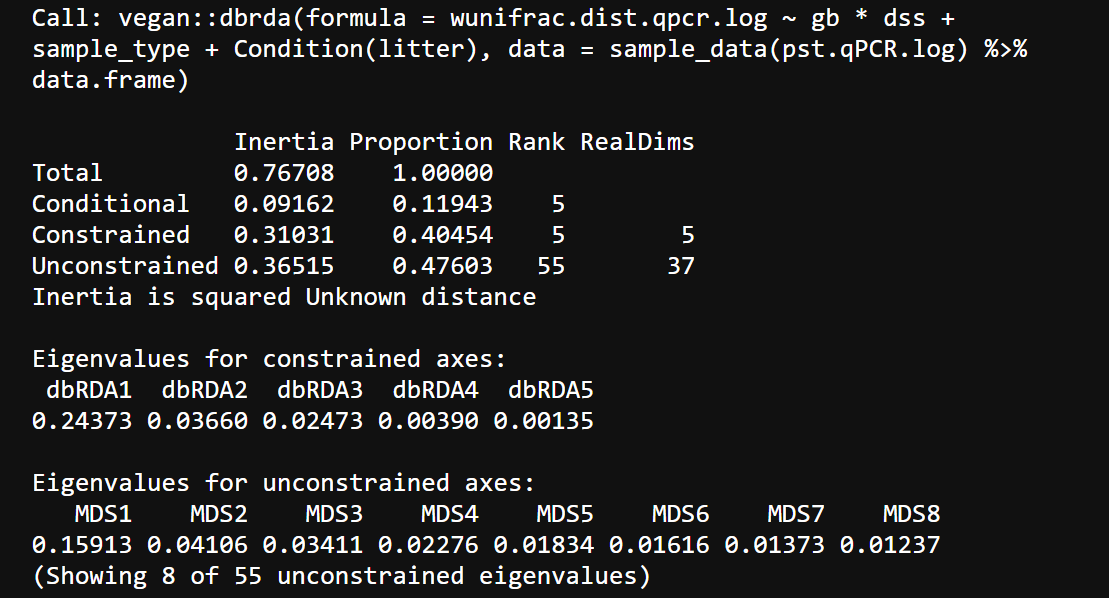 Call: vegan::dbrda(formula = wunifrac.dist.qpcr.log ~ gb * dss +
sample_type + Condition(litter), data = sample_data(pst.qPCR.log) %>%
data.frame)

              Inertia Proportion Rank RealDims
Total         0.76708    1.00000
Conditional   0.09162    0.11943    5
Constrained   0.31031    0.40454    5        5
Unconstrained 0.36515    0.47603   55       37
Inertia is squared Unknown distance

Eigenvalues for constrained axes:
 dbRDA1  dbRDA2  dbRDA3  dbRDA4  dbRDA5
0.24373 0.03660 0.02473 0.00390 0.00135

Eigenvalues for unconstrained axes:
   MDS1    MDS2    MDS3    MDS4    MDS5    MDS6    MDS7    MDS8
0.15913 0.04106 0.03411 0.02276 0.01834 0.01616 0.01373 0.01237
(Showing 8 of 55 unconstrained eigenvalues)